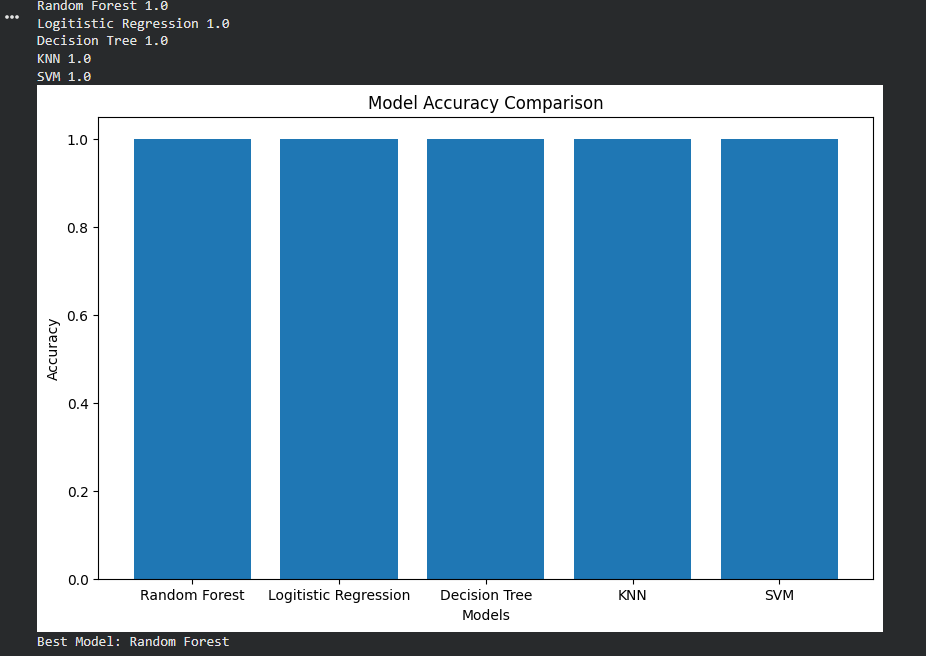 Random Forest 1.0
Logitistic Regression 1.0
Decision Tree 1.0
KNN 1.0
SVM 1.0
Model Accuracy Comparison
1.0
0.8
0.6
0.4
0.2
0.0
Accuracy
Random Forest Logitistic Regression Decision Tree KNN SVM
Models
Best Model: Random Forest